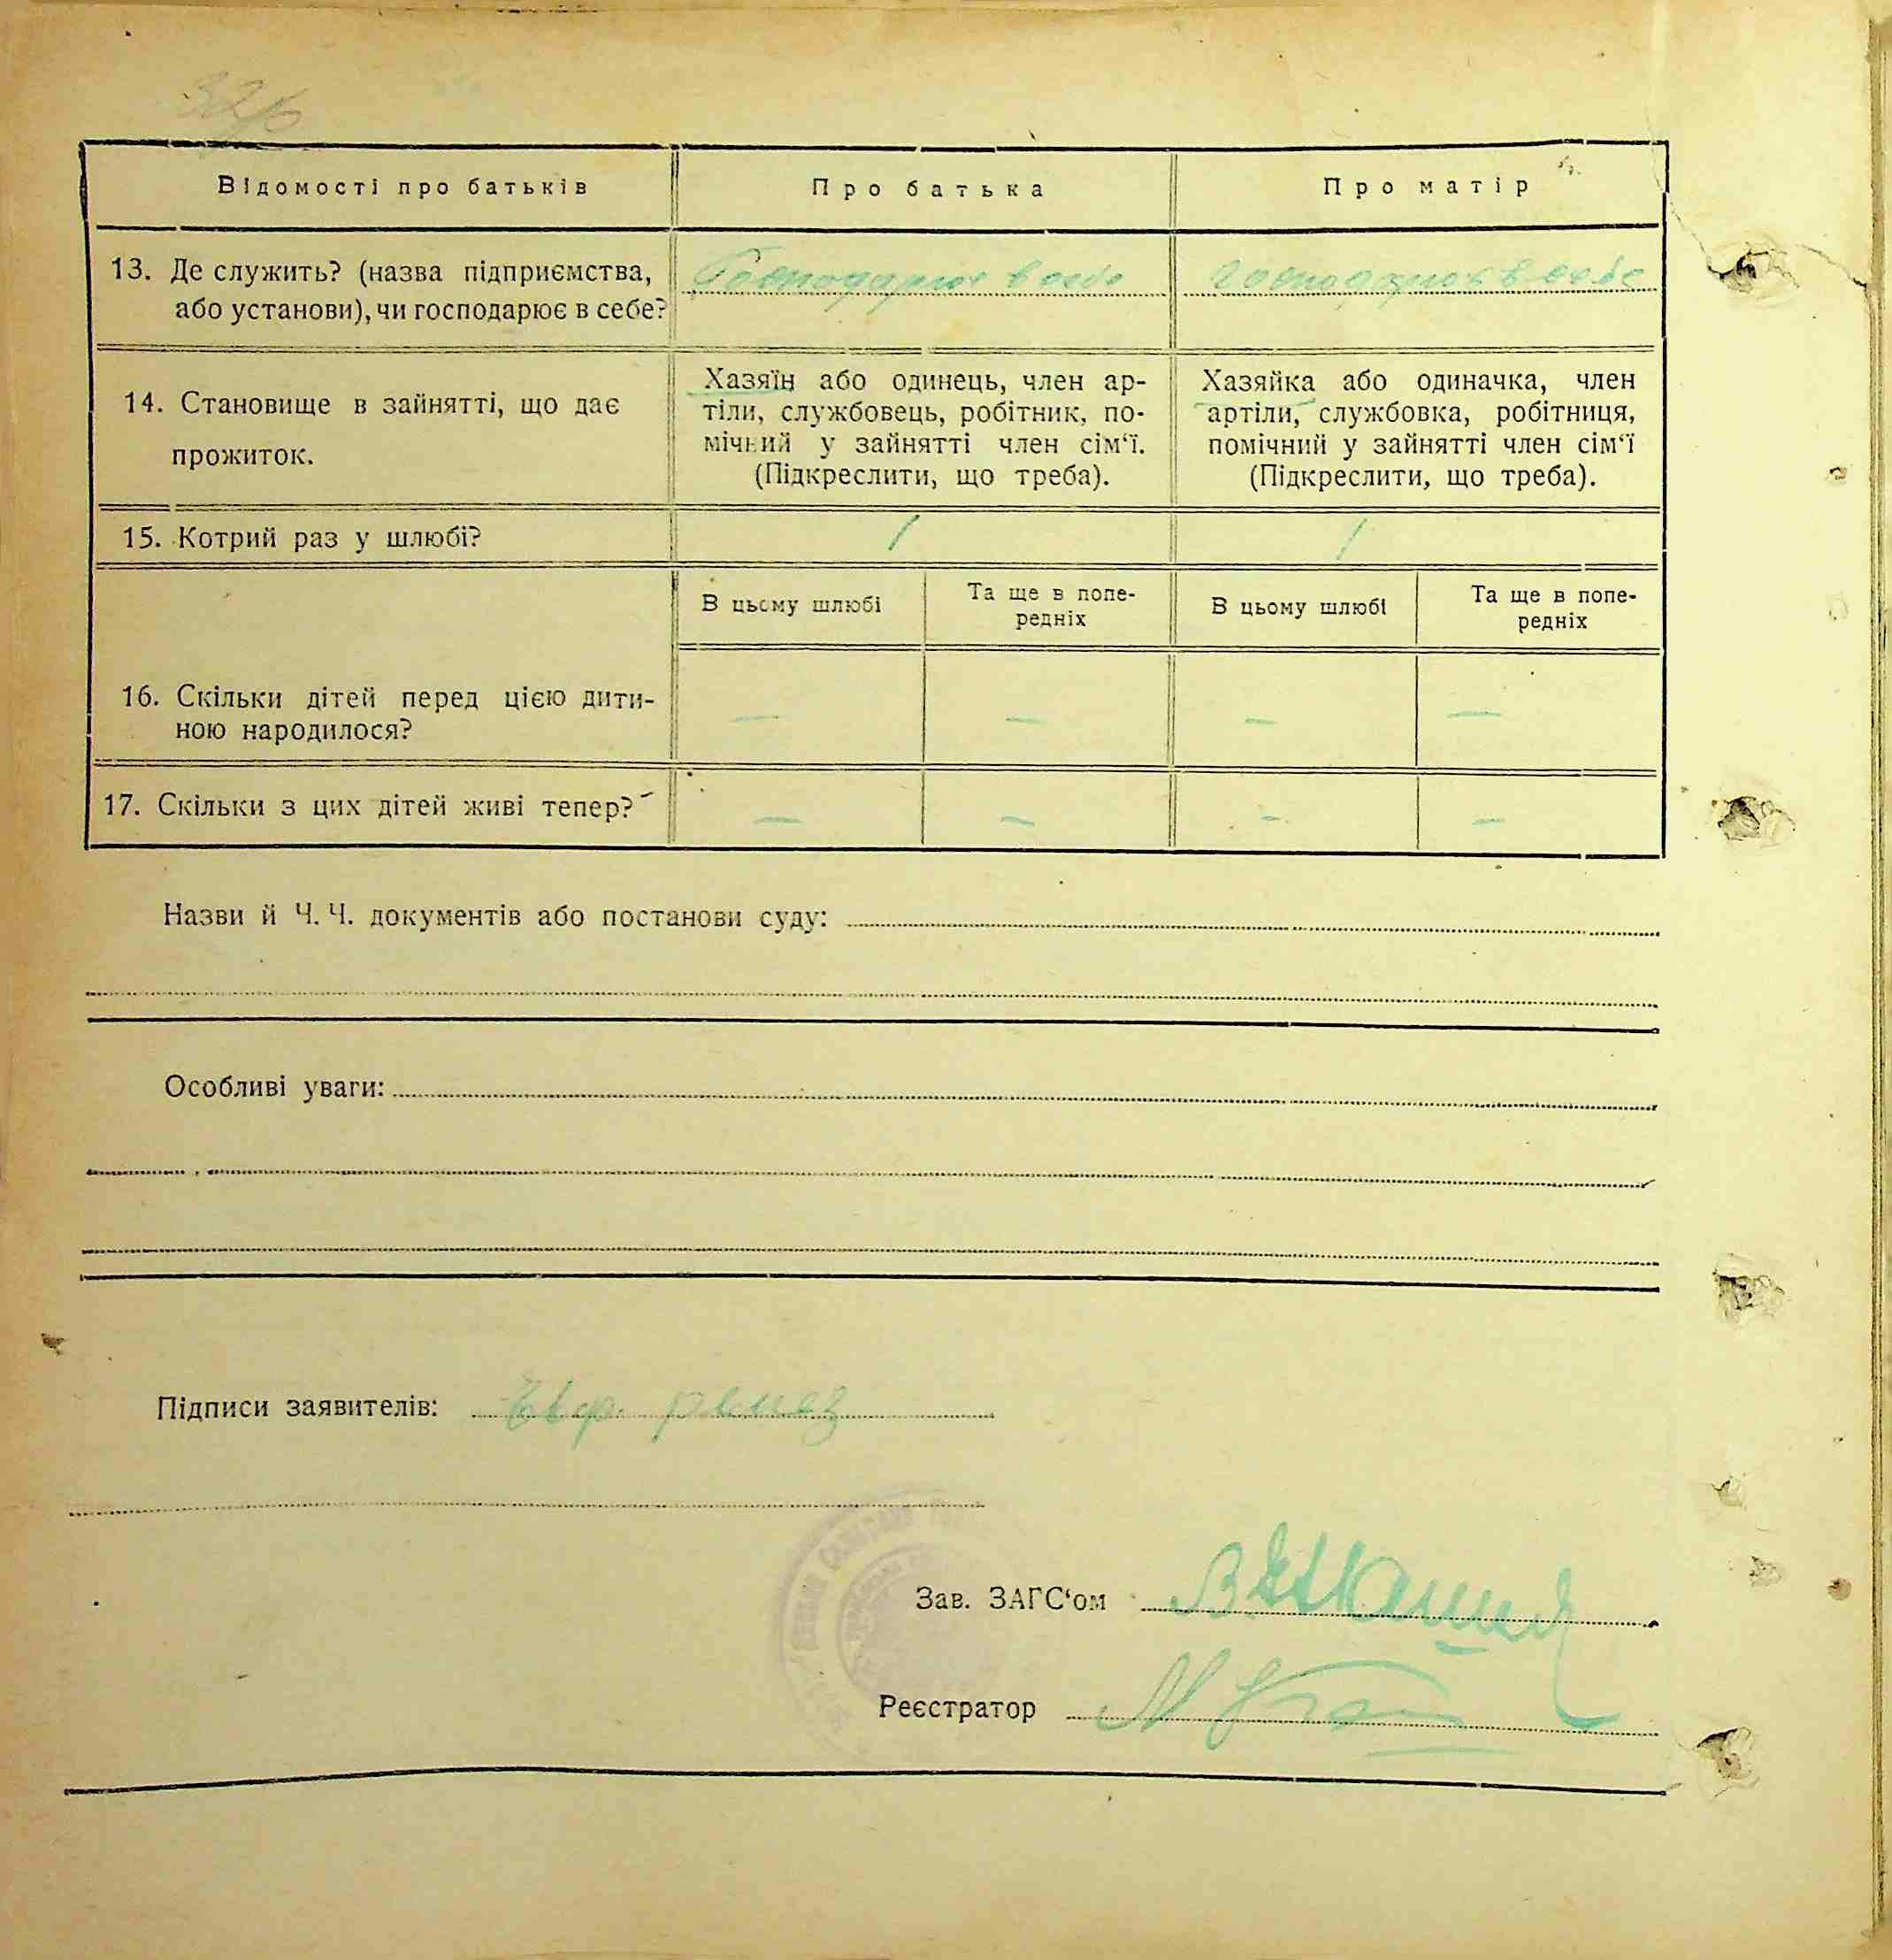 Відомості про батьків
Про батька
Про матір
13. Де служить? (назва підприємства, або установи), чи господарює в себе?
Господарює в себе
Господарює в себе
14. Становище в зайнятті, що дає прожиток.
Хазяїн або одинець, член ар-
тіли, службовець, робітник, по-
мічний у зайнятті член сім‘ї.
(Підкреслити, що треба).
Хазяйка або одиначка, член
артіли, службовка, робітниця,
помічний у зайнятті член сім‘ї
(Підкреслити, що треба).
15. Котрий раз у шлюбі?
1
1
В цьому шлюбі
Та ще в попе-
редніх
В цьому шлюбі
Та ще в попе-
редніх
16. Скільки дітей перед цією дити-
ною народилося?
— — — —
17. Скільки з цих дітей живі тепер?
— — — —
Назви й Ч. Ч. документів або постанови суду:
Особливі уваги:
Підписи заявителів:
Зав. ЗАГС‘ом
Реєстратор